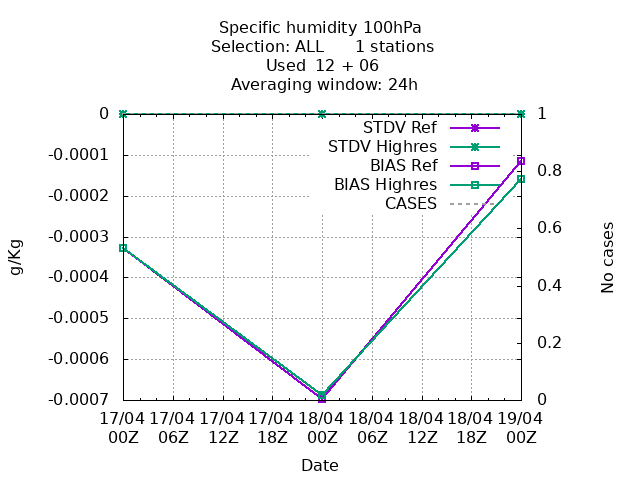 Specific humidity 100hPa
Selection: ALL      1 stations
Used  12 + 06
Averaging window: 24h
0
-0.0001
-0.0002
-0.0003
-0.0004
-0.0005
-0.0006
-0.0007
g/Kg
STDV Ref
STDV Highres
BIAS Ref
BIAS Highres
CASES
1
0.8
0.6
0.4
0.2
0
No cases
17/04 17/04 17/04 17/04 18/04 18/04 18/04 18/04 19/04
00Z 06Z 12Z 18Z 00Z 06Z 12Z 18Z 00Z
Date